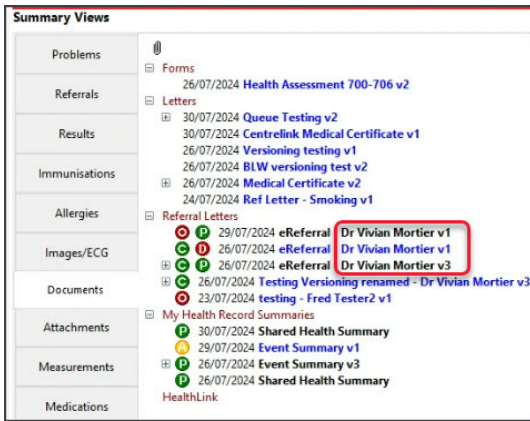 Summary Views
Problems
Referrals
Results
Immunisations
Allergies
Images/ECG
Documents
Attachments
Measurements
Medications
Forms
26/07/2024 Health Assessment 700-706 v2
Letters
30/07/2024 Queue Testing v2
30/07/2024 Centrelink Medical Certificate v1
26/07/2024 Versioning testing v1
26/07/2024 BLW versioning test v2
26/07/2024 Medical Certificate v2
24/07/2024 Ref Letter - Smoking v1
Referral Letters
O P 29/07/2024 eReferral Dr Vivian Mortier v1
C D 26/07/2024 eReferral Dr Vivian Mortier v1
C P 26/07/2024 eReferral Dr Vivian Mortier v3
C 26/07/2024 Testing Versioning renamed - Dr Vivian Mortier v3
O 23/07/2024 testing - Fred Tester2 v1
My Health Record Summaries
P 30/07/2024 Shared Health Summary
A 29/07/2024 Event Summary v1
P 26/07/2024 Event Summary v3
P 26/07/2024 Shared Health Summary
HealthLink